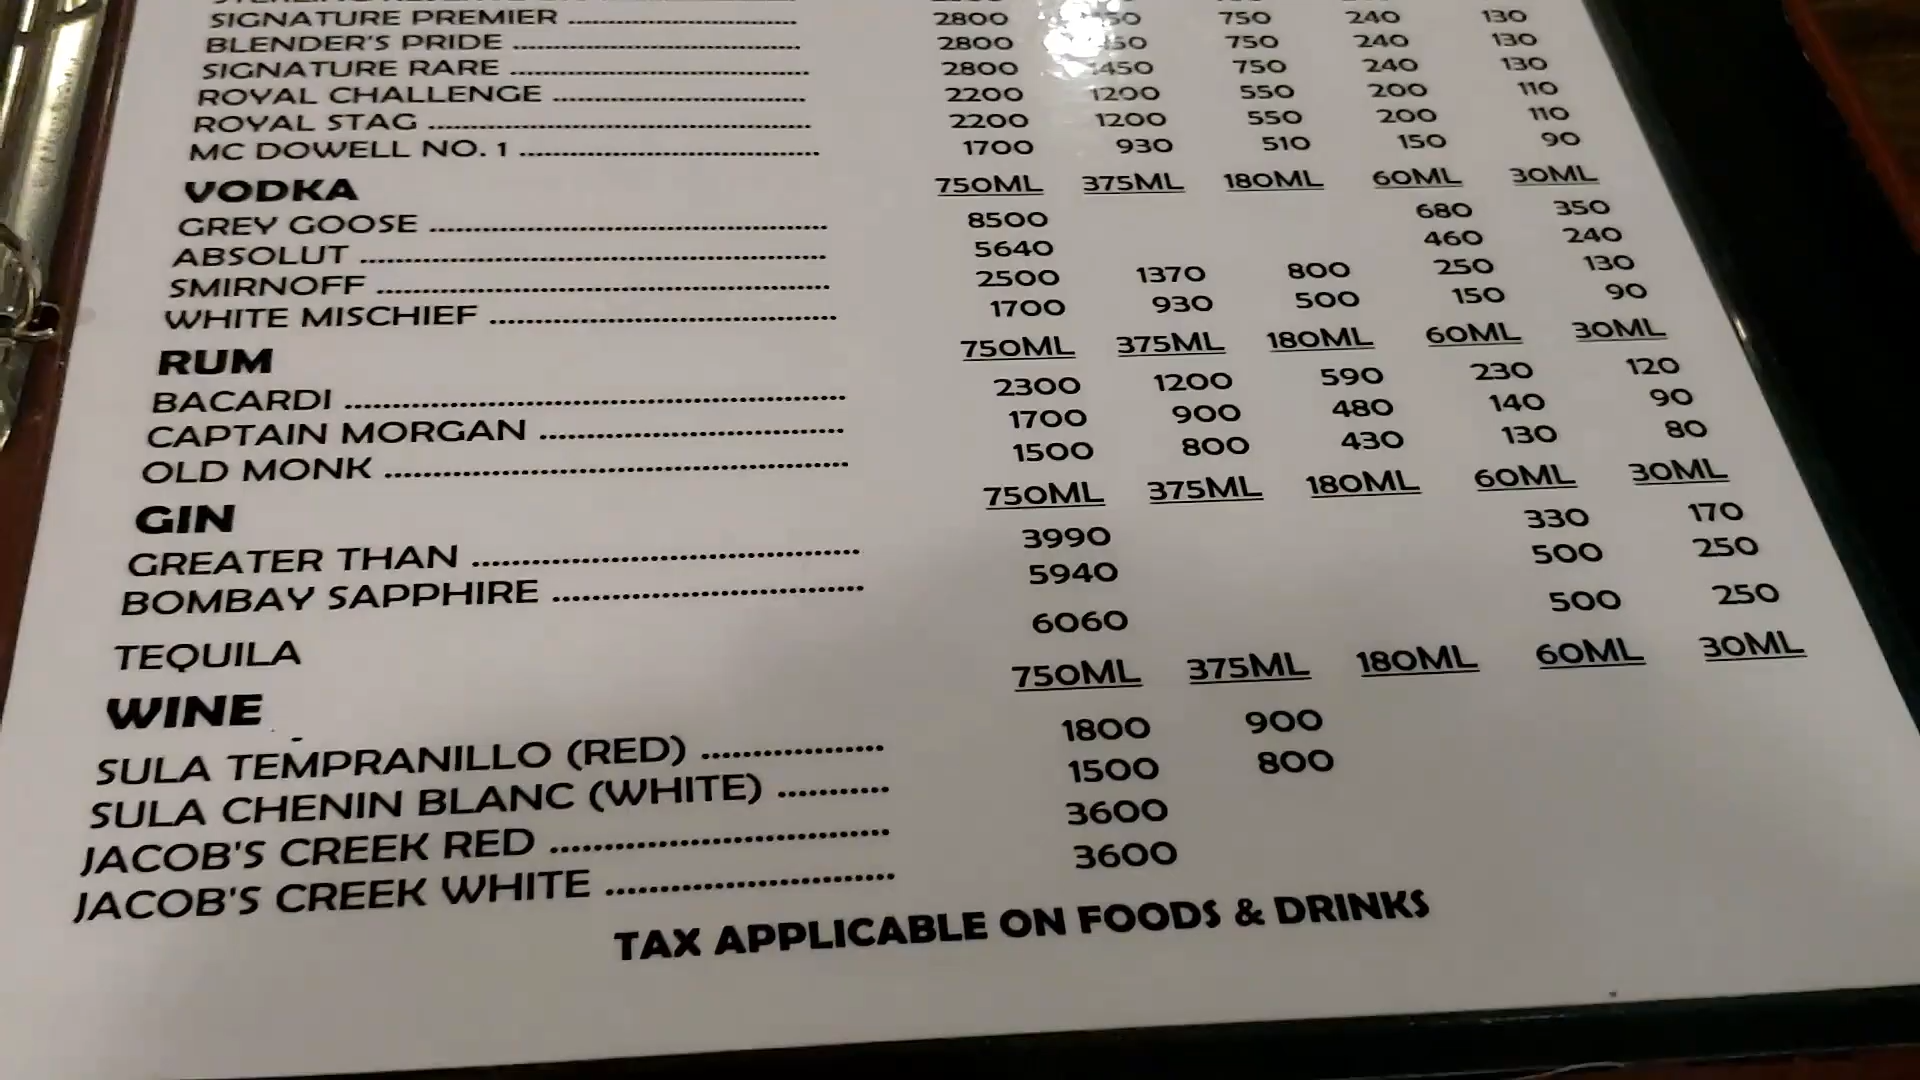 SIGNATURE PREMIER ........................ 2800 750 240 130
BLENDER'S PRIDE ........................ 2800 750 240 130
SIGNATURE RARE ........................ 2800 1450 750 240 130
ROYAL CHALLENGE ........................ 2200 1200 550 200 110
ROYAL STAG ........................ 2200 1200 550 200 110
MC DOWELL NO. 1 ........................ 1700 930 510 150 90
VODKA 750ML 375ML 180ML 60ML 30ML
GREY GOOSE ........................ 8500 680 350
ABSOLUT ........................ 5640 460 240
SMIRNOFF ........................ 2500 1370 800 250 130
WHITE MISCHIEF ........................ 1700 930 500 150 90
RUM 750ML 375ML 180ML 60ML 30ML
BACARDI ........................ 2300 1200 590 230 120
CAPTAIN MORGAN ........................ 1700 900 480 140 90
OLD MONK ........................ 1500 800 430 130 80
GIN 750ML 375ML 180ML 60ML 30ML
GREATER THAN ........................ 3990 330 170
BOMBAY SAPPHIRE ........................ 5940 500 250
TEQUILA 6060 500 250
WINE 750ML 375ML 180ML 60ML 30ML
SULA TEMPRANILLO (RED) ........................ 1800 900
SULA CHENIN BLANC (WHITE) ........................ 1500 800
JACOB'S CREEK RED ........................ 3600
JACOB'S CREEK WHITE ........................ 3600
TAX APPLICABLE ON FOODS & DRINKS